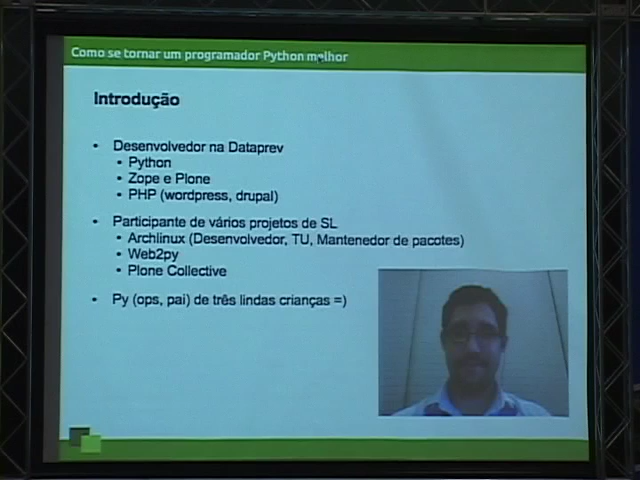 Como se tornar um programador Python melhor
Introdução
• Desenvolvedor na Dataprev
• Python
• Zope e Plone
• PHP (wordpress, drupal)
• Participante de vários projetos de SL
• Archlinux (Desenvolvedor, TU, Mantenedor de pacotes)
• Web2py
• Plone Collective
• Py (ops, pai) de três lindas crianças =)